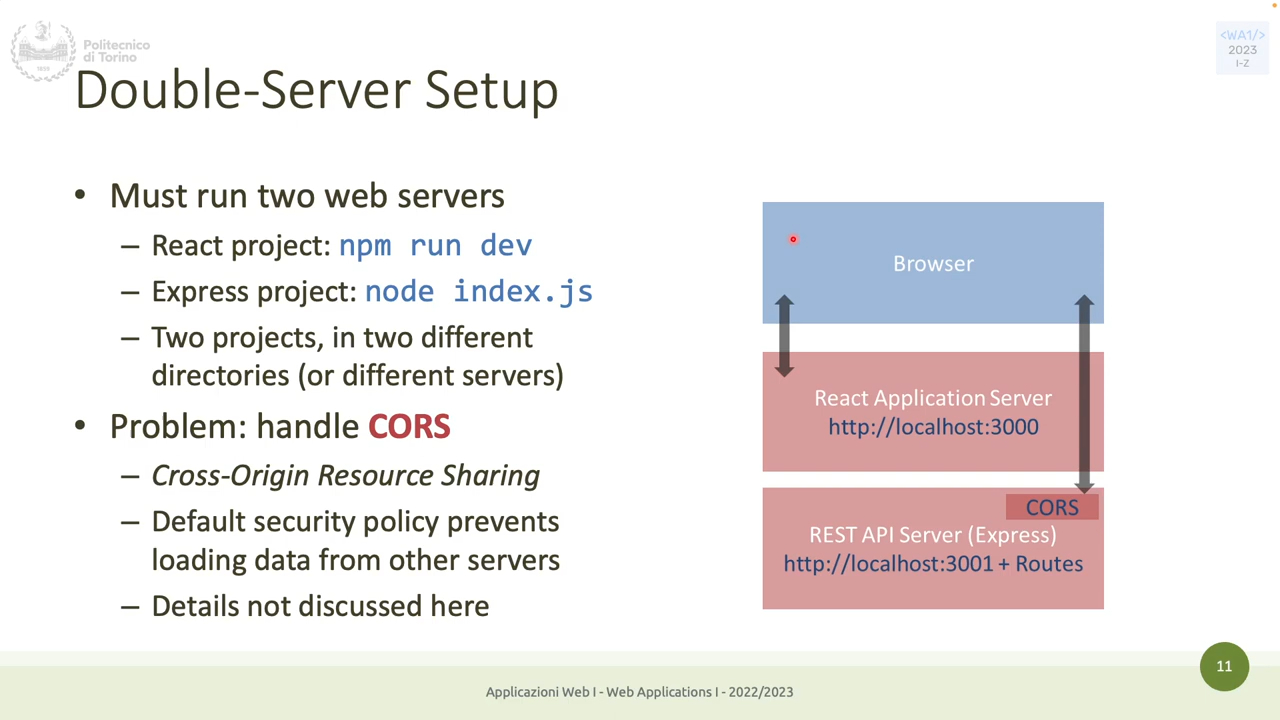 Politecnico
di Torino
1859
<WA1/>
2023
I-Z
Double-Server Setup
• Must run two web servers
– React project: npm run dev
– Express project: node index.js
– Two projects, in two different
directories (or different servers)
• Problem: handle CORS
– Cross-Origin Resource Sharing
– Default security policy prevents
loading data from other servers
– Details not discussed here
Browser
React Application Server
http://localhost:3000
CORS
REST API Server (Express)
http://localhost:3001 + Routes
11
Applicazioni Web I - Web Applications I - 2022/2023